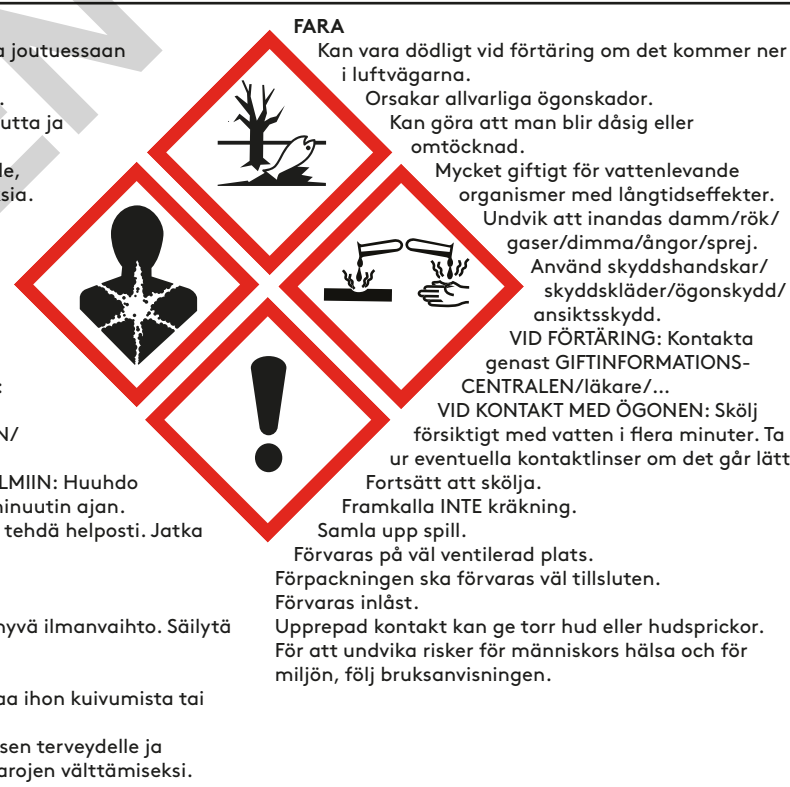 a joutuessaan
.
utta ja
le,
sia.
:
N/
LMIIN: Huuhdo
minuutin ajan.
tehdä helposti. Jatka
hyvä ilmanvaihto. Säilytä
aa ihon kuivumista tai
sen terveydelle ja
arojen välttämiseksi.
FARA
Kan vara dödligt vid förtäring om det kommer ner
i luftvägarna.
Orsakar allvarliga ögonskador.
Kan göra att man blir dåsig eller
omtöcknad.
Mycket giftigt för vattenlevande
organismer med långtidseffekter.
Undvik att inandas damm/rök/
gaser/dimma/ångor/sprej.
Använd skyddshandskar/
skyddskläder/ögonskydd/
ansiktsskydd.
VID FÖRTÄRING: Kontakta
genast GIFTINFORMATIONS-
CENTRALEN/läkare/...
VID KONTAKT MED ÖGONEN: Skölj
försiktigt med vatten i flera minuter. Ta
ur eventuella kontaktlinser om det går lätt
Fortsätt att skölja.
Framkalla INTE kräkning.
Samla upp spill.
Förvaras på väl ventilerad plats.
Förpackningen ska förvaras väl tillsluten.
Förvaras inlåst.
Upprepad kontakt kan ge torr hud eller hudsprickor.
För att undvika risker för människors hälsa och för
miljön, följ bruksanvisningen.